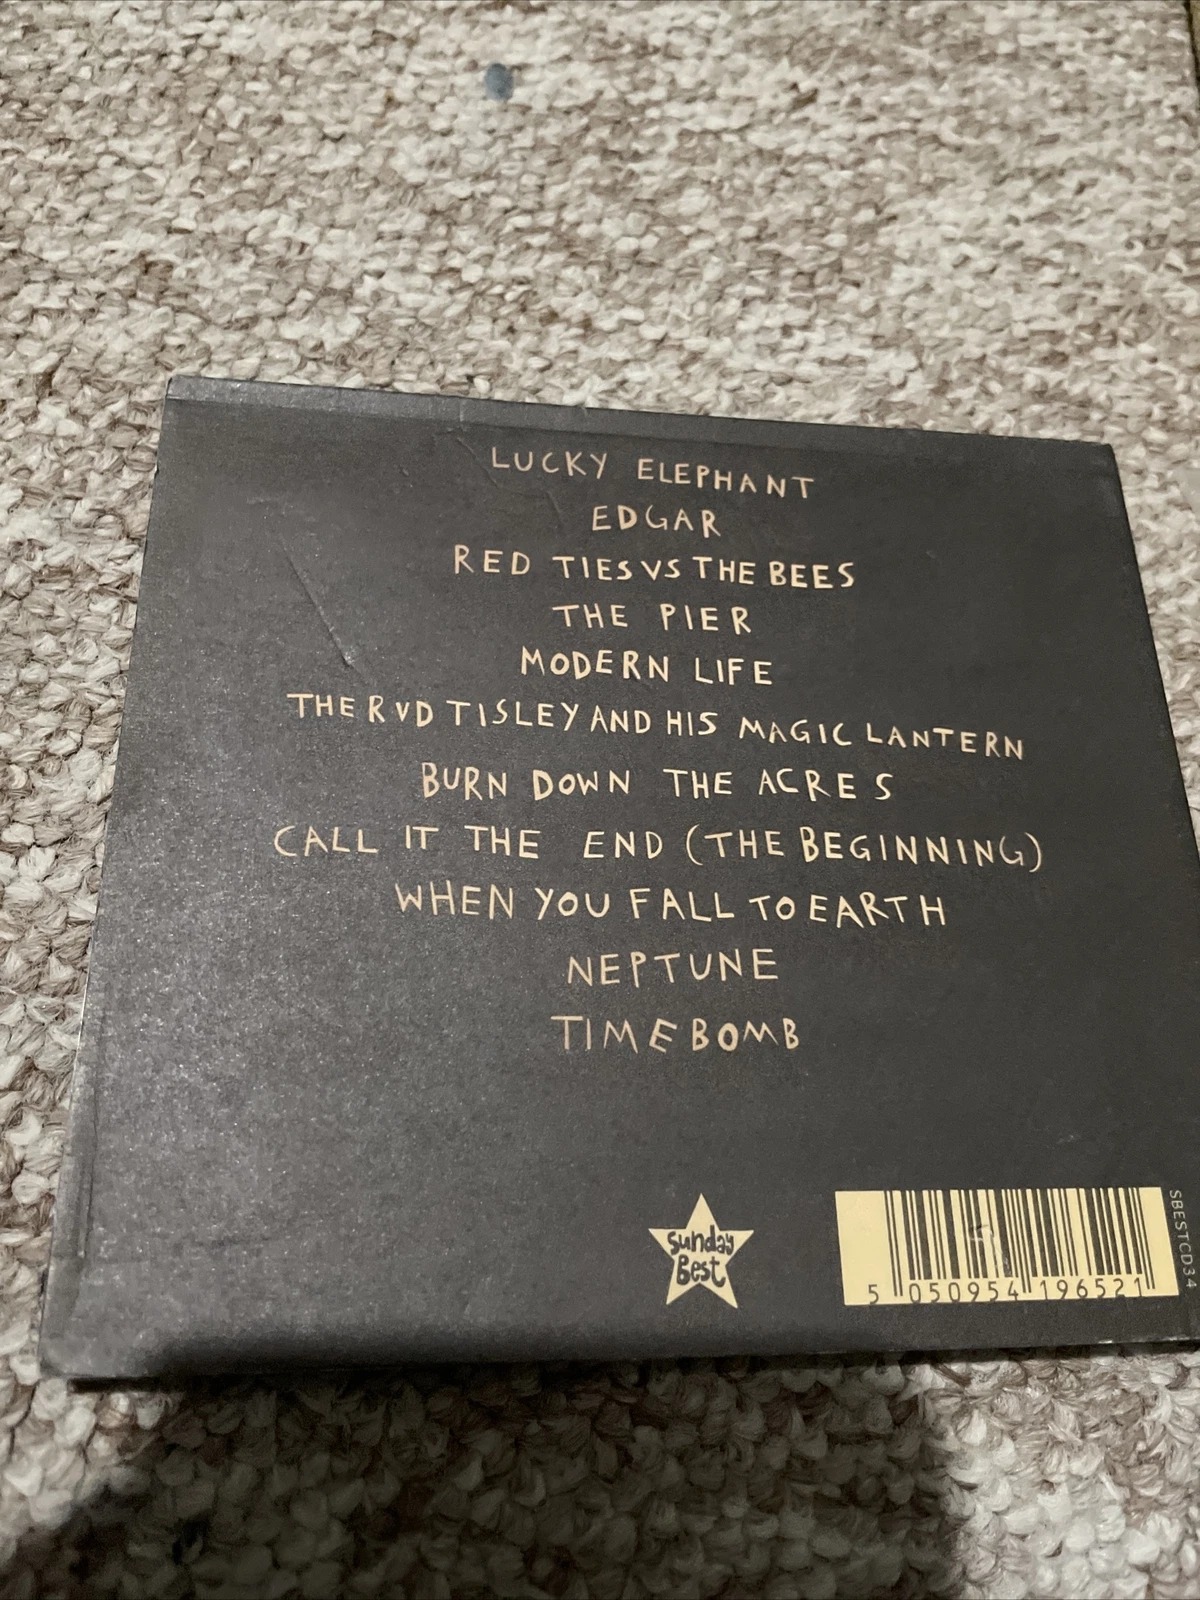 LUCKY ELEPHANT
EDGAR
RED TIES VS THE BEES
THE PIER
MODERN LIFE
THE RVD TISLEY AND HIS MAGIC LANTERN
BURN DOWN THE ACRES
CALL IT THE END (THE BEGINNING)
WHEN YOU FALL TO EARTH
NEPTUNE
TIMEBOMB
Sunday
Best
5 050954 196521
SBESTCD34